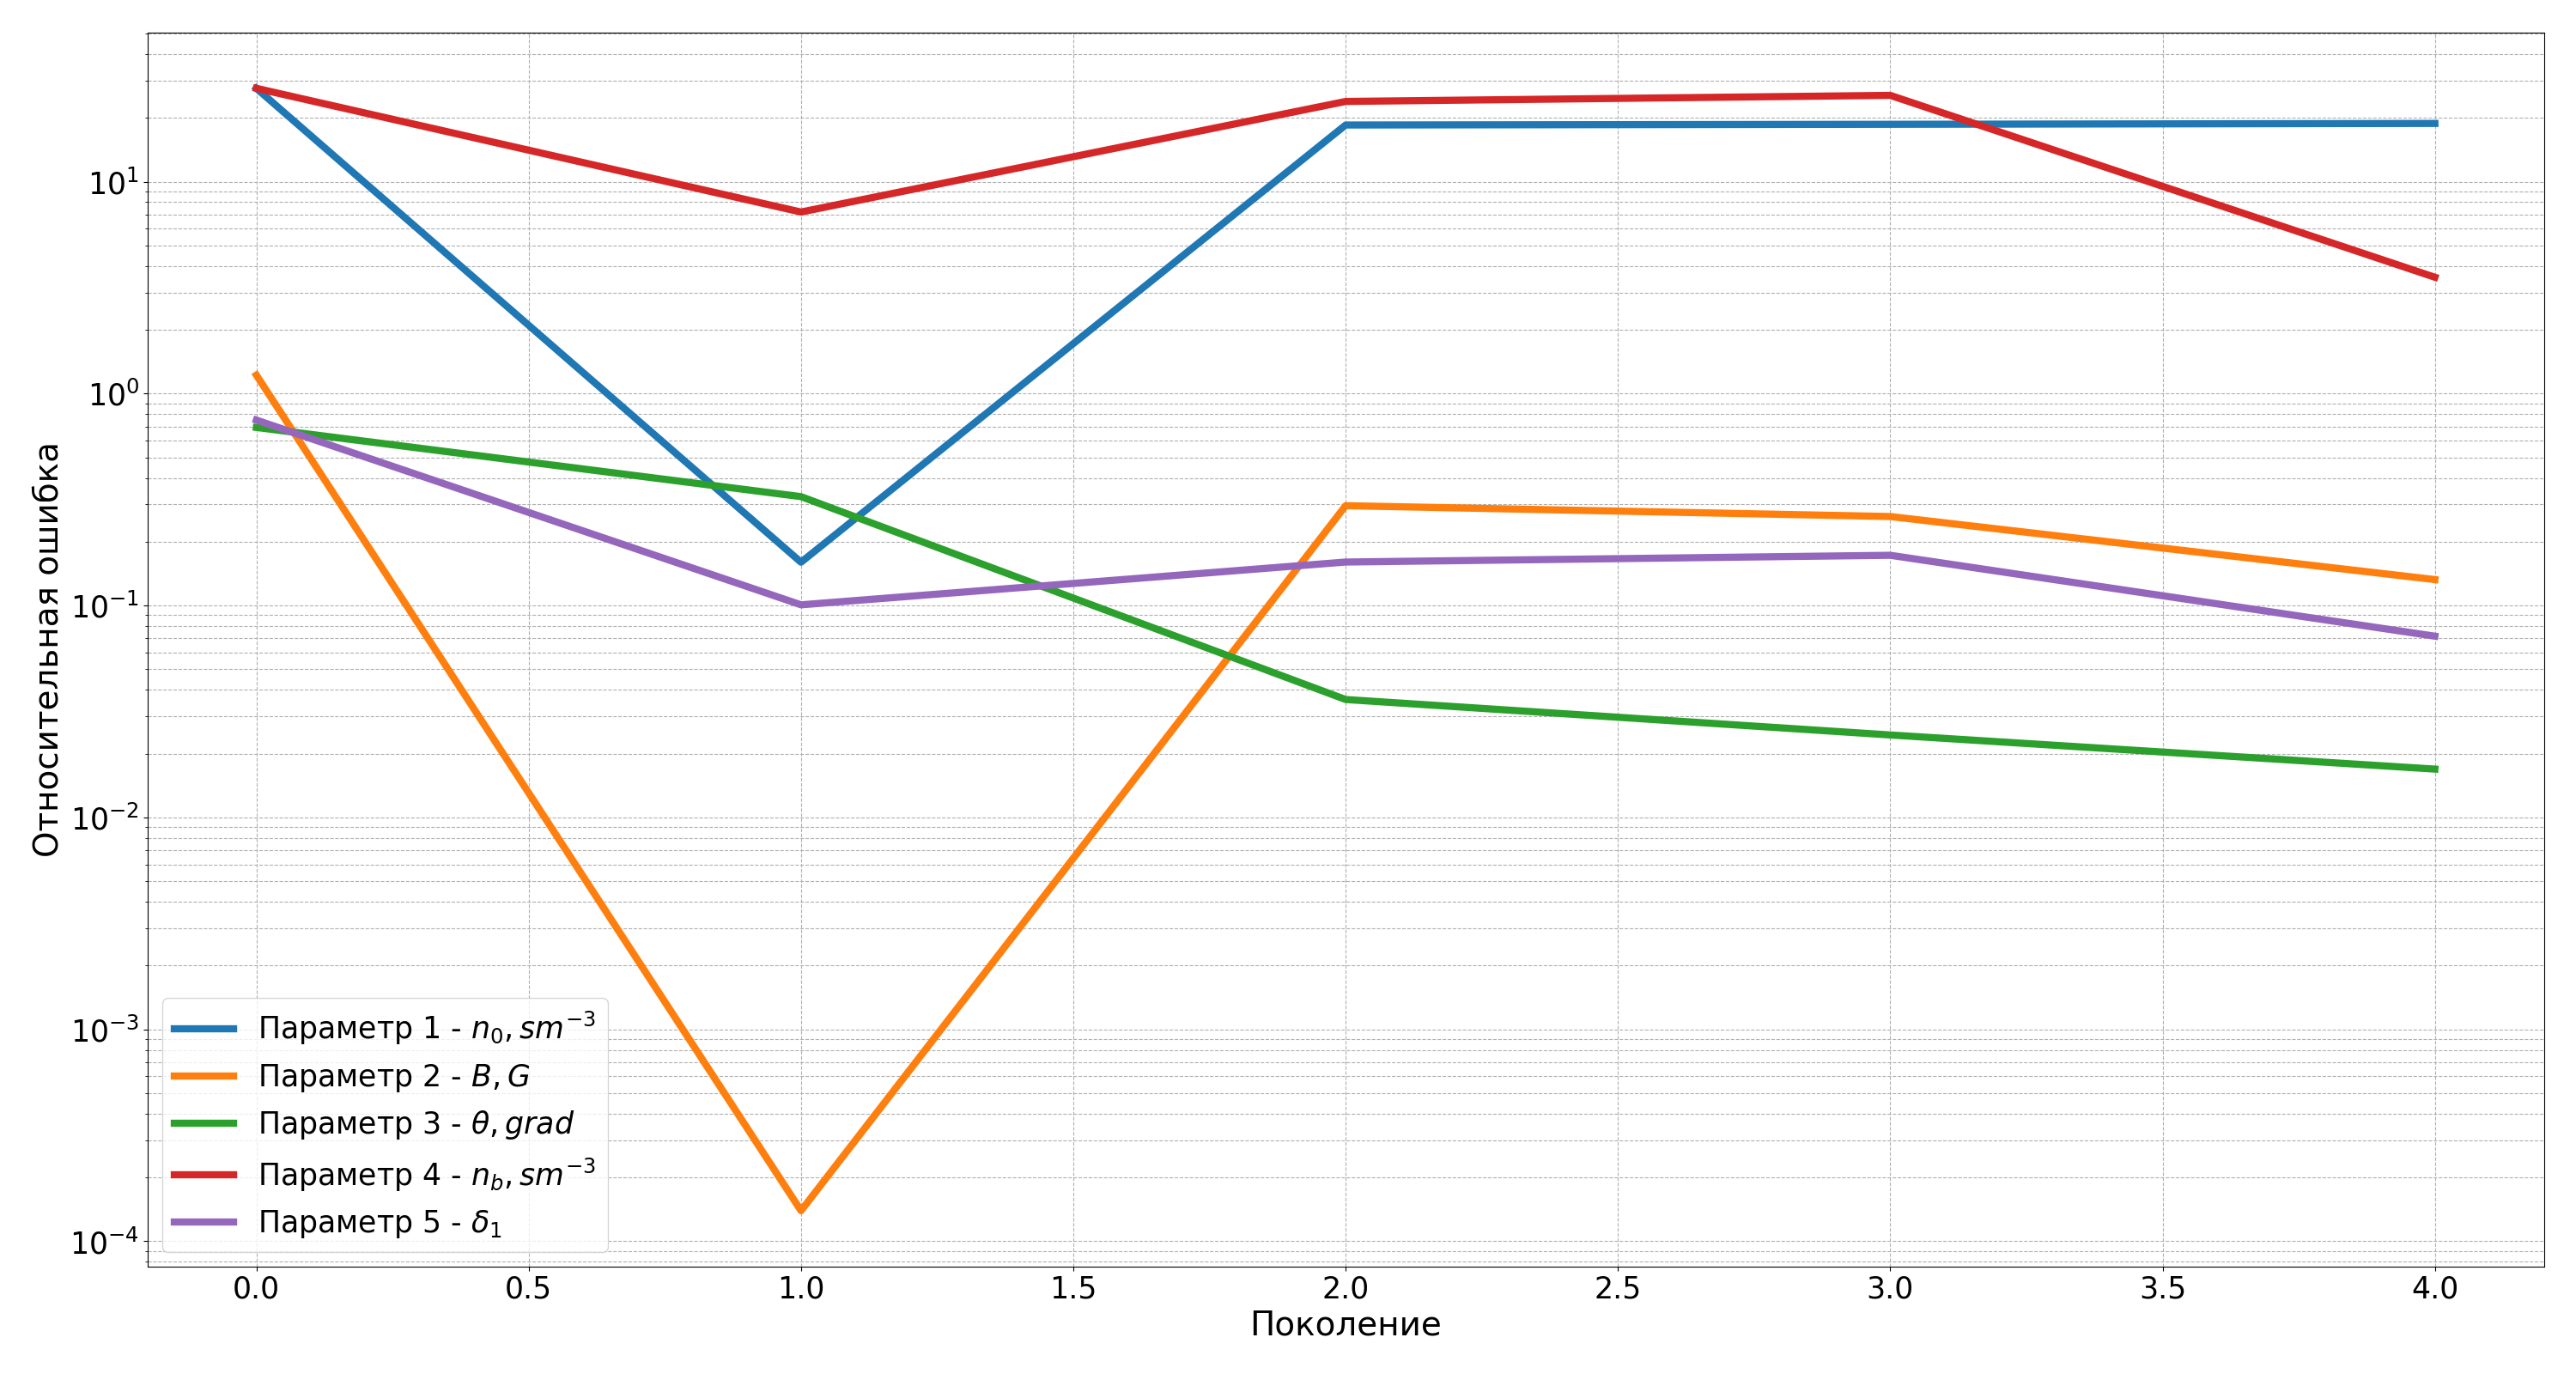 Относительная ошибка
10¹
10⁰
10⁻¹
10⁻²
10⁻³
10⁻⁴
Параметр 1 - n₀, sm⁻³
Параметр 2 - B, G
Параметр 3 - θ, grad
Параметр 4 - n_b, sm⁻³
Параметр 5 - δ₁
0.0 0.5 1.0 1.5 2.0 2.5 3.0 3.5 4.0
Поколение